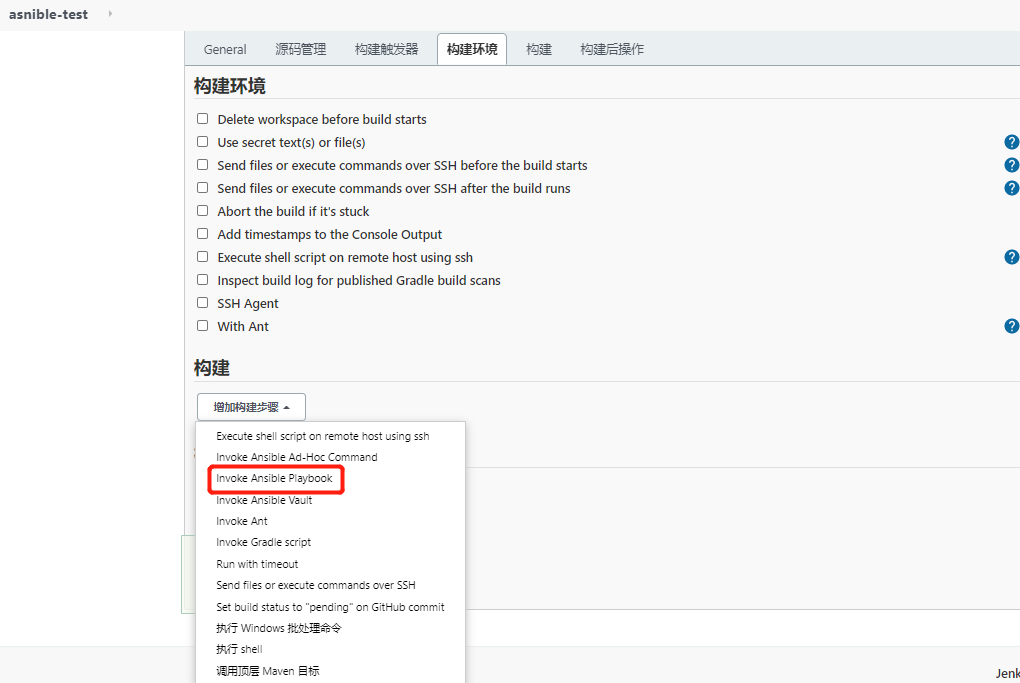 asnible-test
General 源码管理 构建触发器 构建环境 构建 构建后操作
构建环境
Delete workspace before build starts
Use secret text(s) or file(s)
Send files or execute commands over SSH before the build starts
Send files or execute commands over SSH after the build runs
Abort the build if it's stuck
Add timestamps to the Console Output
Execute shell script on remote host using ssh
Inspect build log for published Gradle build scans
SSH Agent
With Ant
构建
增加构建步骤
Execute shell script on remote host using ssh
Invoke Ansible Ad-Hoc Command
Invoke Ansible Playbook
Invoke Ansible Vault
Invoke Ant
Invoke Gradle script
Run with timeout
Send files or execute commands over SSH
Set build status to "pending" on GitHub commit
执行 Windows 批处理命令
执行 shell
调用顶层 Maven 目标
Jenk